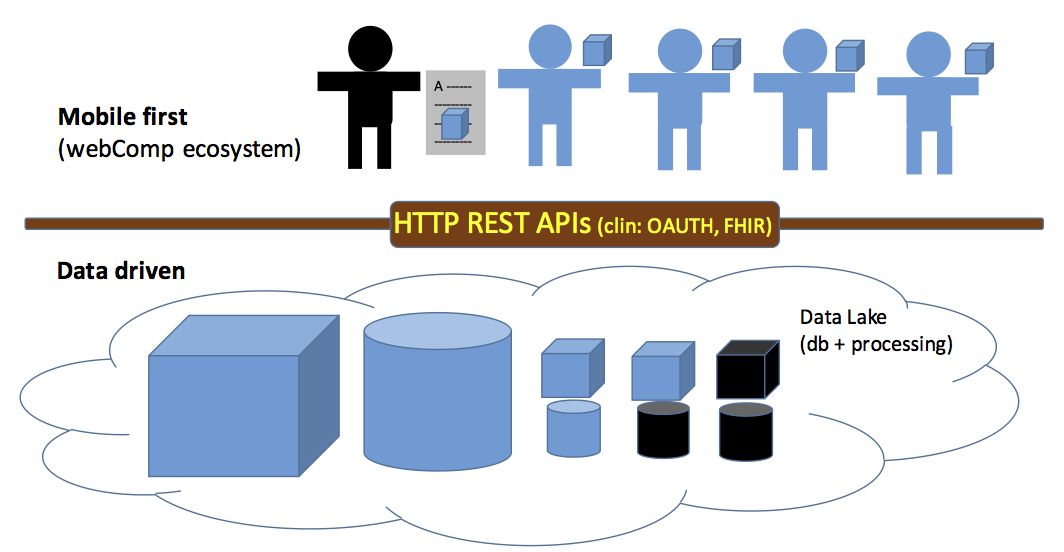 Mobile first
(webComp ecosystem)
A ------
--------
--------
--------
HTTP REST APIs (clin: OAUTH, FHIR)
Data driven
Data Lake
(db + processing)